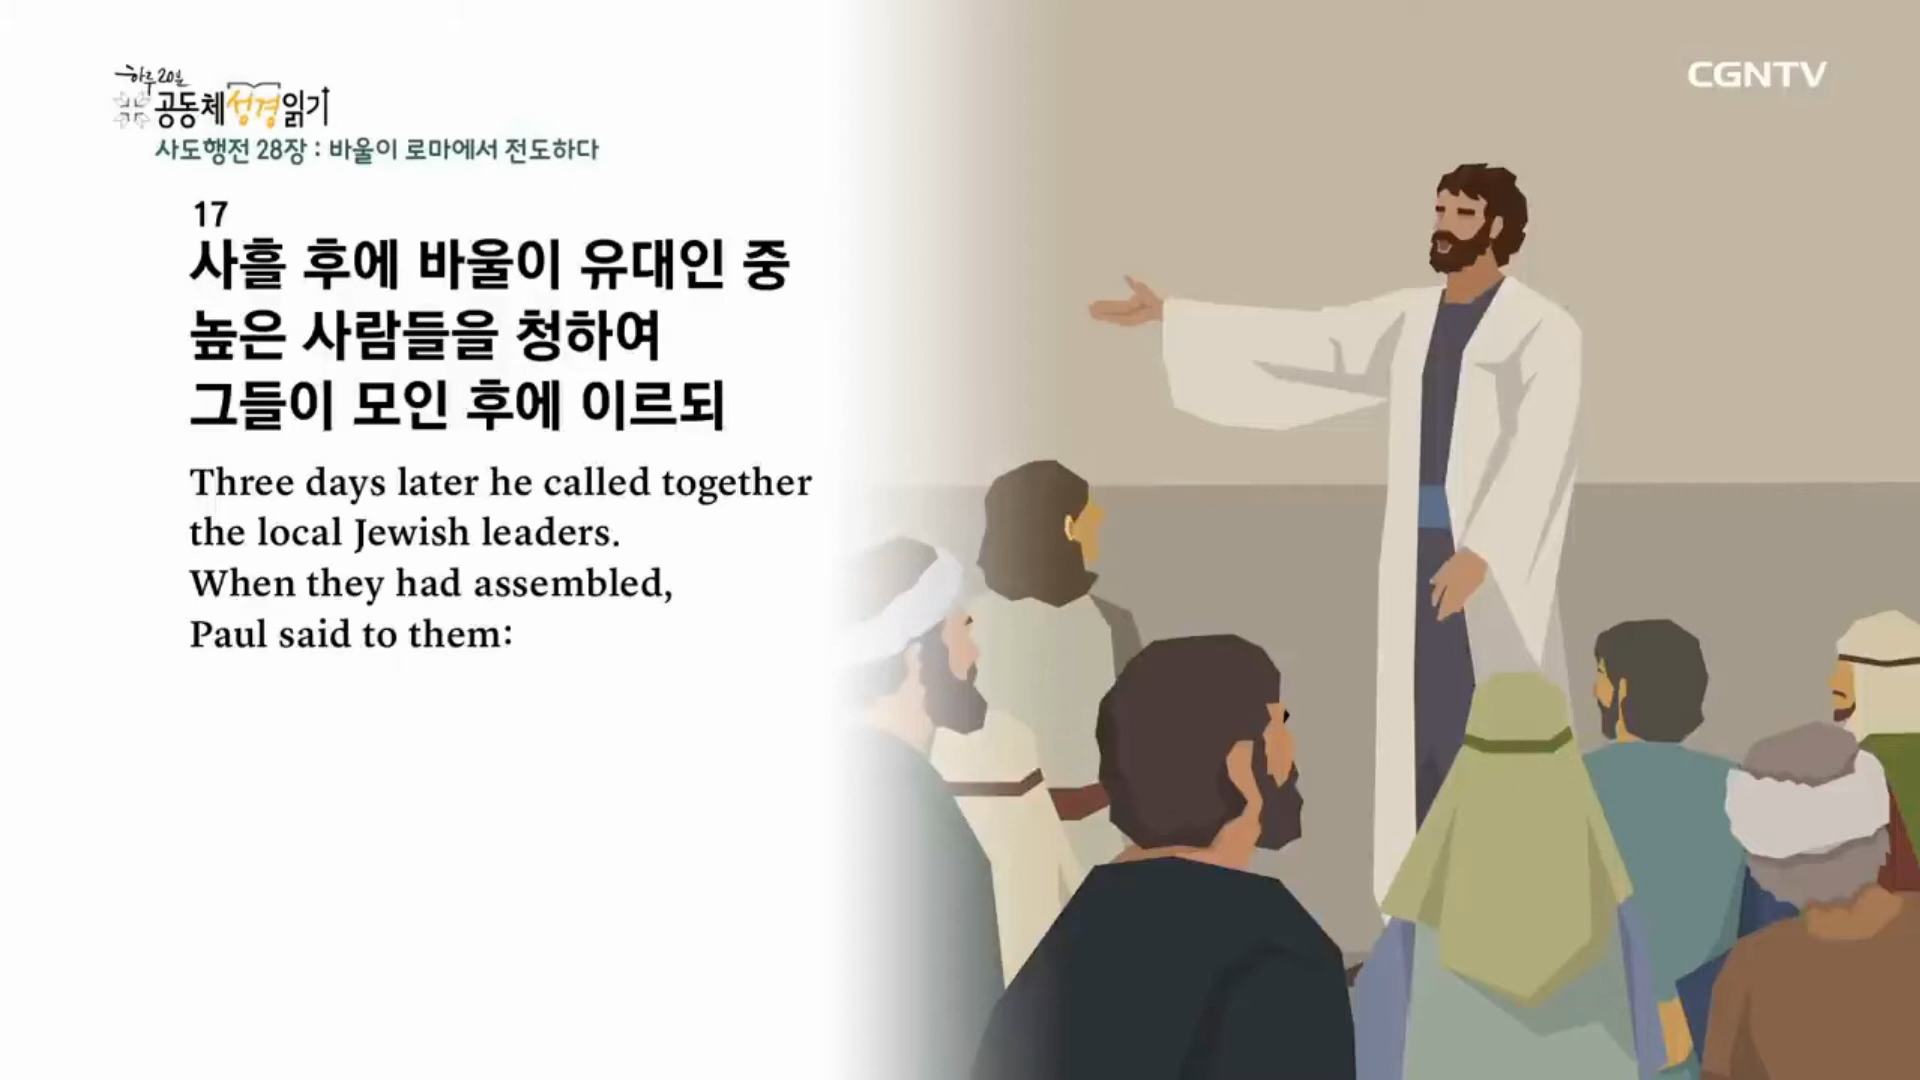 하루 20분
공동체성경읽기
CGNTV
사도행전 28장 : 바울이 로마에서 전도하다
17
사흘 후에 바울이 유대인 중
높은 사람들을 청하여
그들이 모인 후에 이르되
Three days later he called together
the local Jewish leaders.
When they had assembled,
Paul said to them: